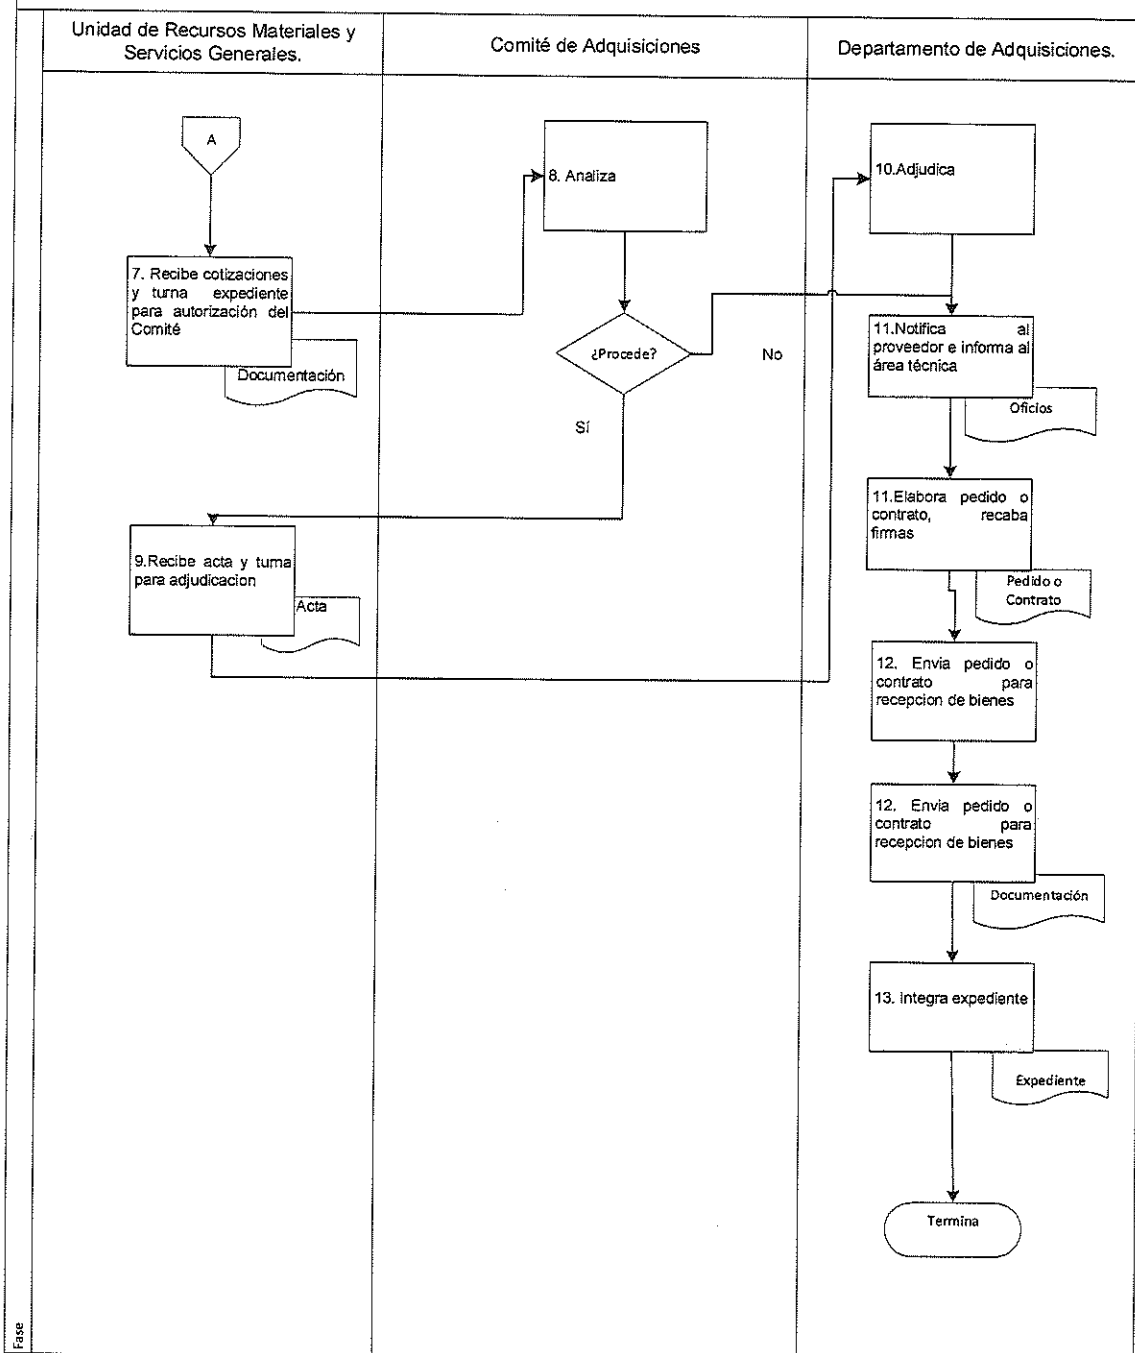 Unidad de Recursos Materiales y
Servicios Generales.
Comité de Adquisiciones
Departamento de Adquisiciones.
A
7. Recibe cotizaciones
y turna expediente
para autorización del
Comité
Documentación
8. Analiza
¿Procede?
No
Sí
9.Recibe acta y turna
para adjudicacion
Acta
10.Adjudica
11.Notifica al
proveedor e informa al
área técnica
Oficios
11.Elabora pedido o
contrato, recaba
firmas
Pedido o
Contrato
12. Envia pedido o
contrato para
recepcion de bienes
12. Envia pedido o
contrato para
recepcion de bienes
Documentación
13. Integra expediente
Expediente
Termina
Fase